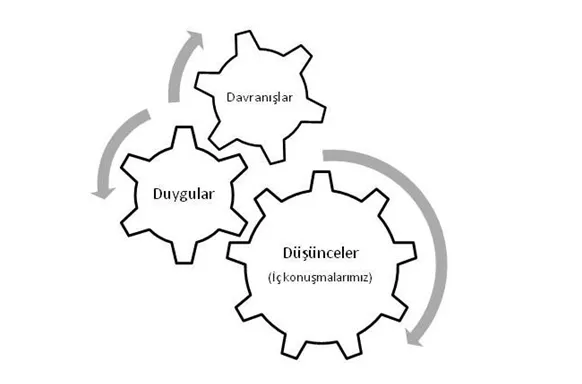 Davranışlar
Duygular
Düşünceler
(İç konuşmalarımız)